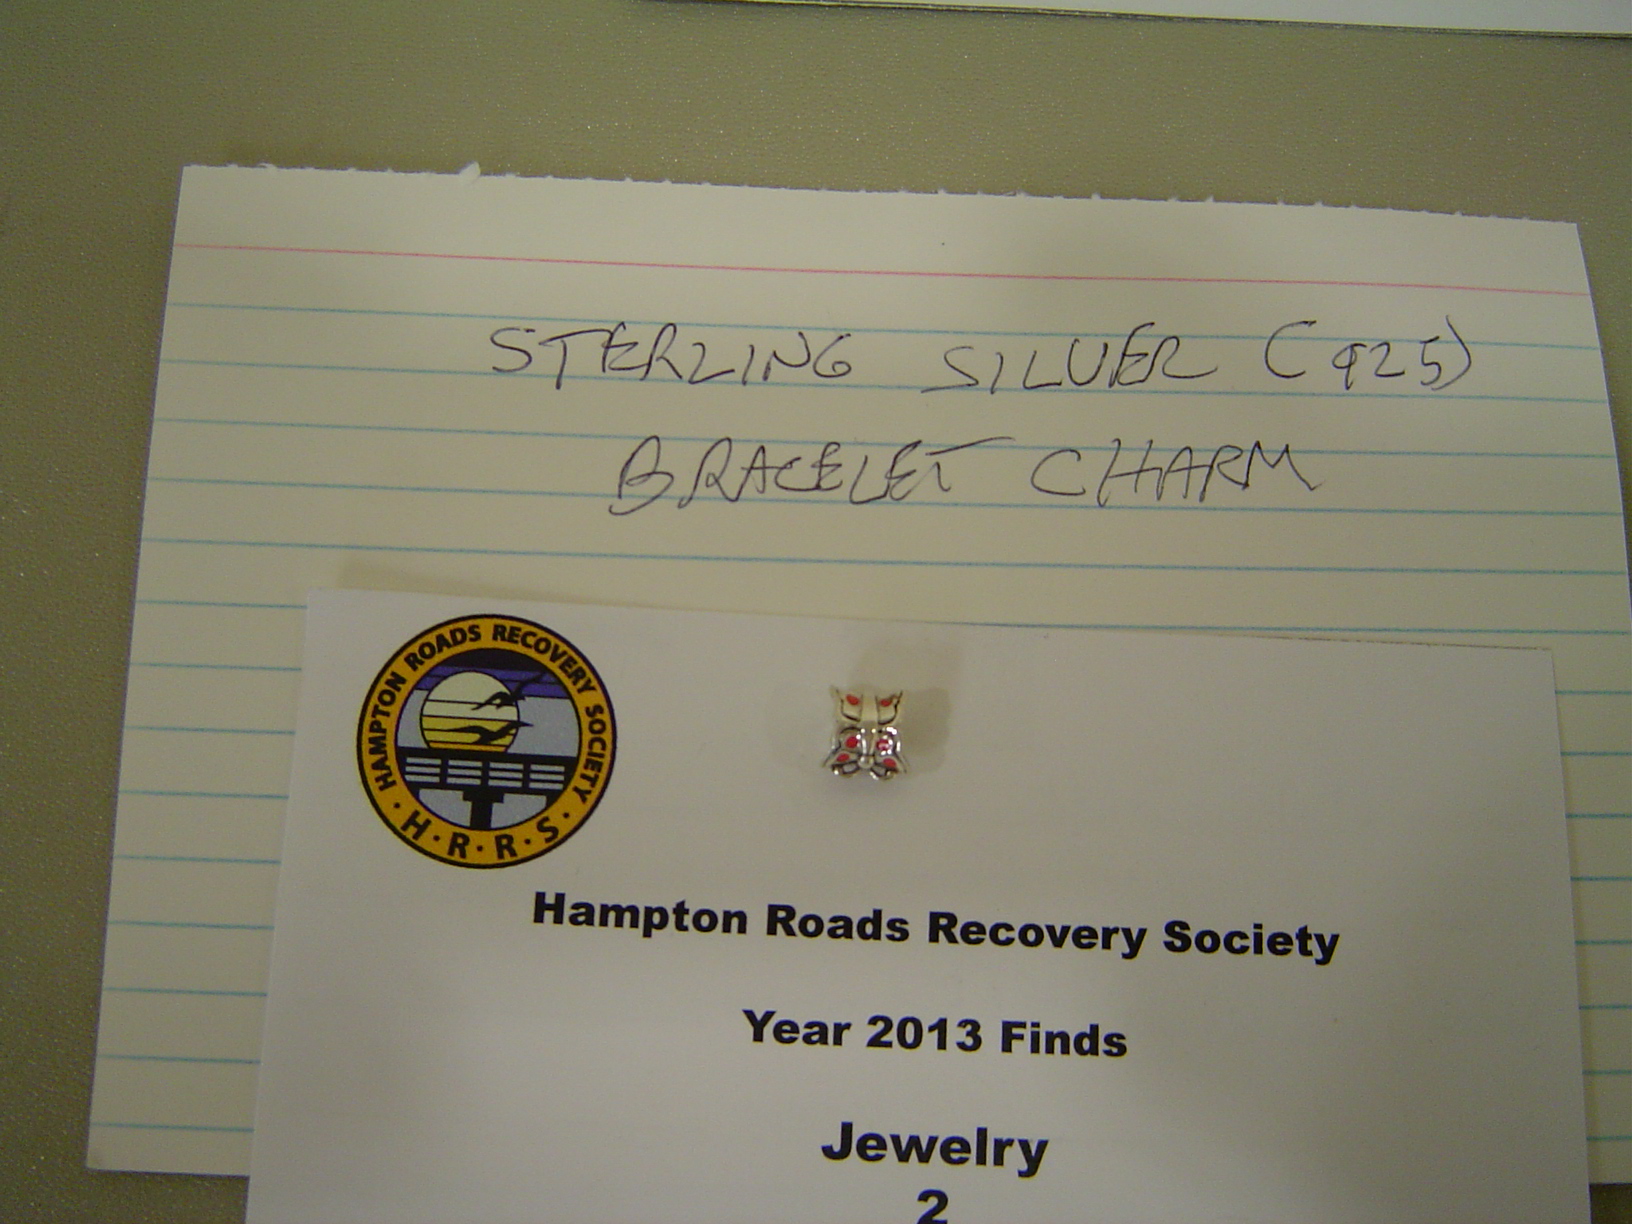 STERLING SILVER (925)
BRACELET CHARM
HAMPTON ROADS RECOVERY SOCIETY
· H·R·R·S ·
Hampton Roads Recovery Society
Year 2013 Finds
Jewelry
2